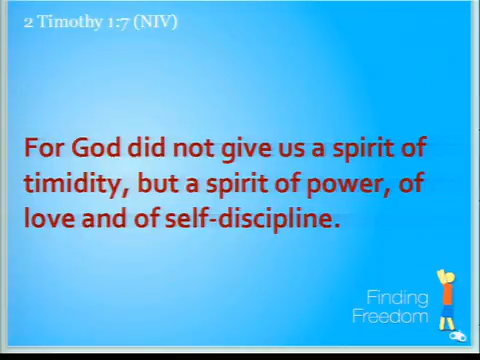 2 Timothy 1:7 (NIV)
For God did not give us a spirit of
timidity, but a spirit of power, of
love and of self-discipline.
Finding
Freedom